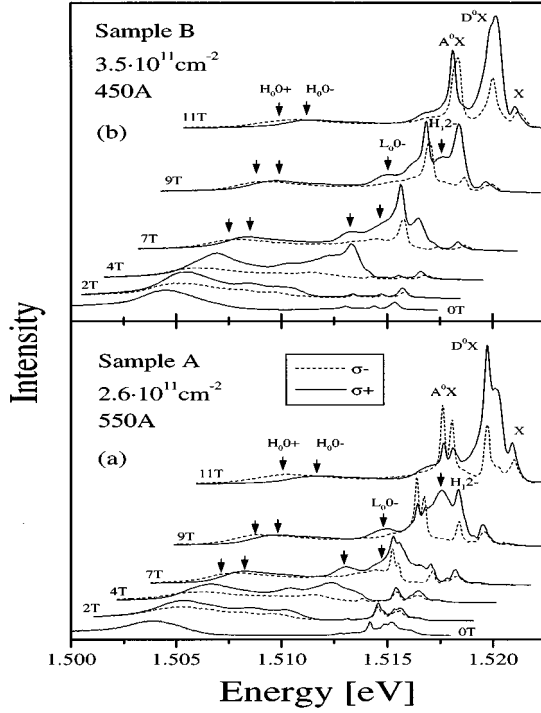 Sample B
3.5·10¹¹cm⁻²
450A
(b)
D⁰X
A⁰X
X
H₀0+ H₀0-
11T
L₀0- H₁2-
9T
7T
4T
2T
0T
Intensity
Sample A
2.6·10¹¹cm⁻²
550A
(a)
σ-
σ+
D⁰X
A⁰X
X
H₀0+ H₀0-
11T
L₀0- H₁2-
9T
7T
4T
2T
0T
1.500 1.505 1.510 1.515 1.520
Energy [eV]